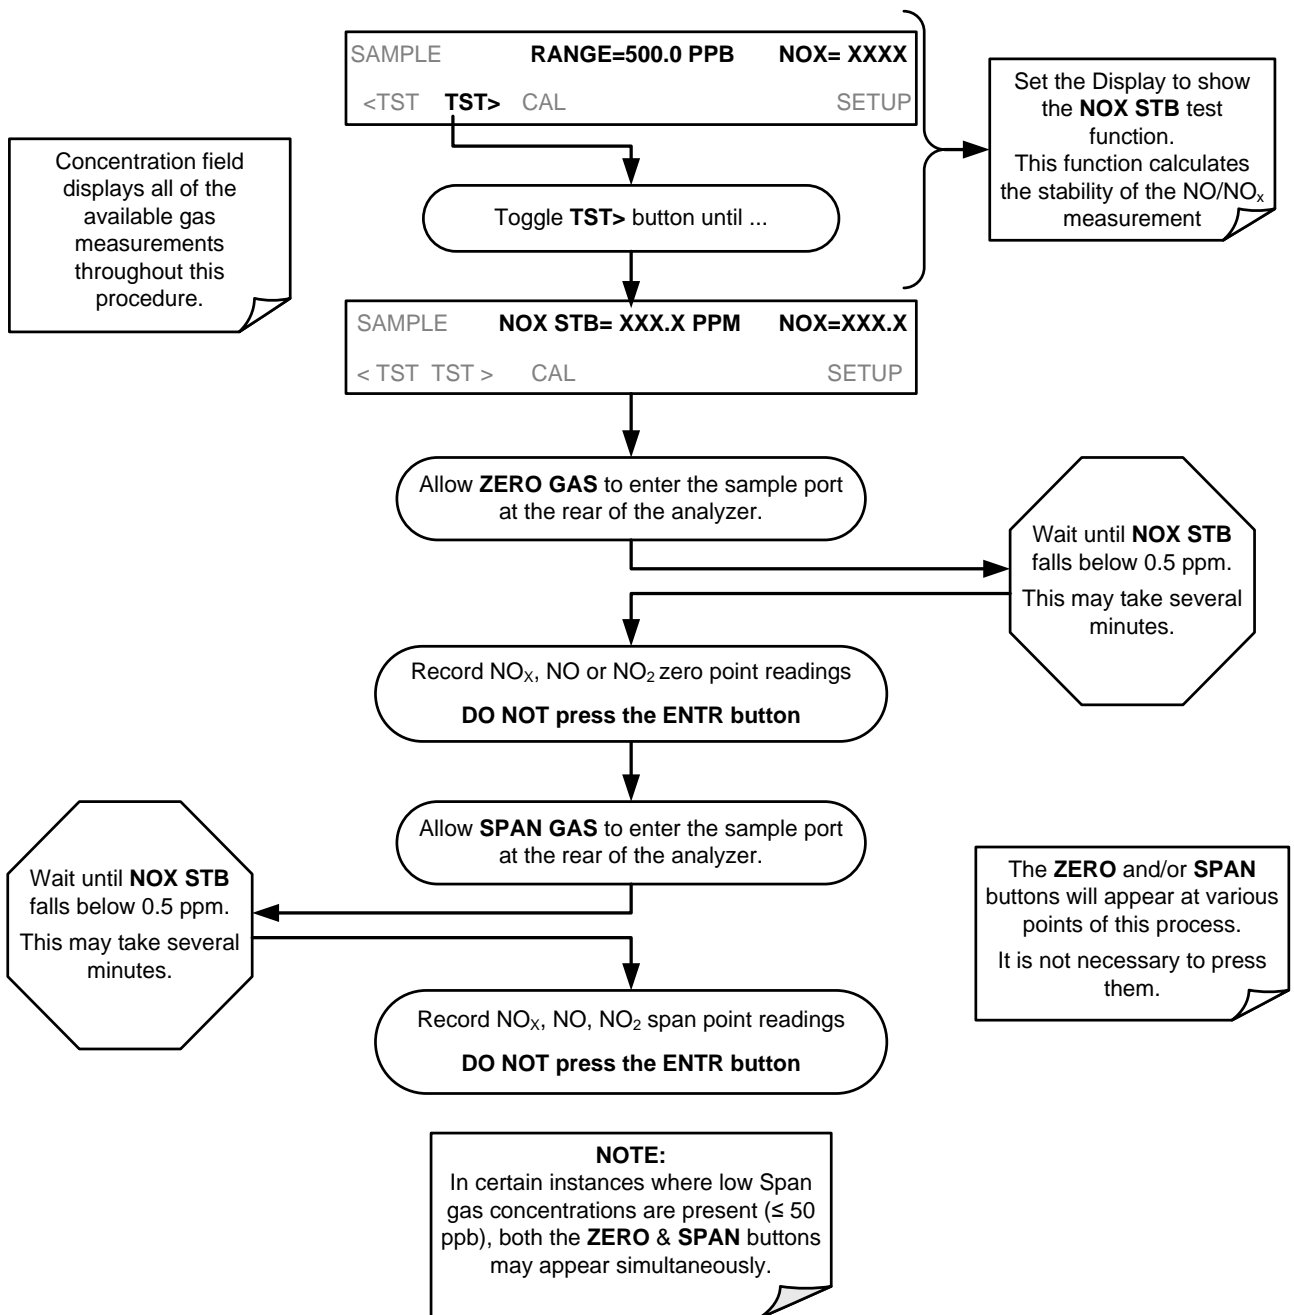 SAMPLE RANGE=500.0 PPB NOX= XXXX
<TST TST> CAL SETUP
Set the Display to show
the NOX STB test
function.
This function calculates
the stability of the NO/NOx
measurement
Concentration field
displays all of the
available gas
measurements
throughout this
procedure.
Toggle TST> button until ...
SAMPLE NOX STB= XXX.X PPM NOX=XXX.X
< TST TST > CAL SETUP
Allow ZERO GAS to enter the sample port
at the rear of the analyzer.
Wait until NOX STB
falls below 0.5 ppm.
This may take several
minutes.
Record NOX, NO or NO2 zero point readings
DO NOT press the ENTR button
Allow SPAN GAS to enter the sample port
at the rear of the analyzer.
Wait until NOX STB
falls below 0.5 ppm.
This may take several
minutes.
The ZERO and/or SPAN
buttons will appear at various
points of this process.
It is not necessary to press
them.
Record NOX, NO, NO2 span point readings
DO NOT press the ENTR button
NOTE:
In certain instances where low Span
gas concentrations are present (≤ 50
ppb), both the ZERO & SPAN buttons
may appear simultaneously.